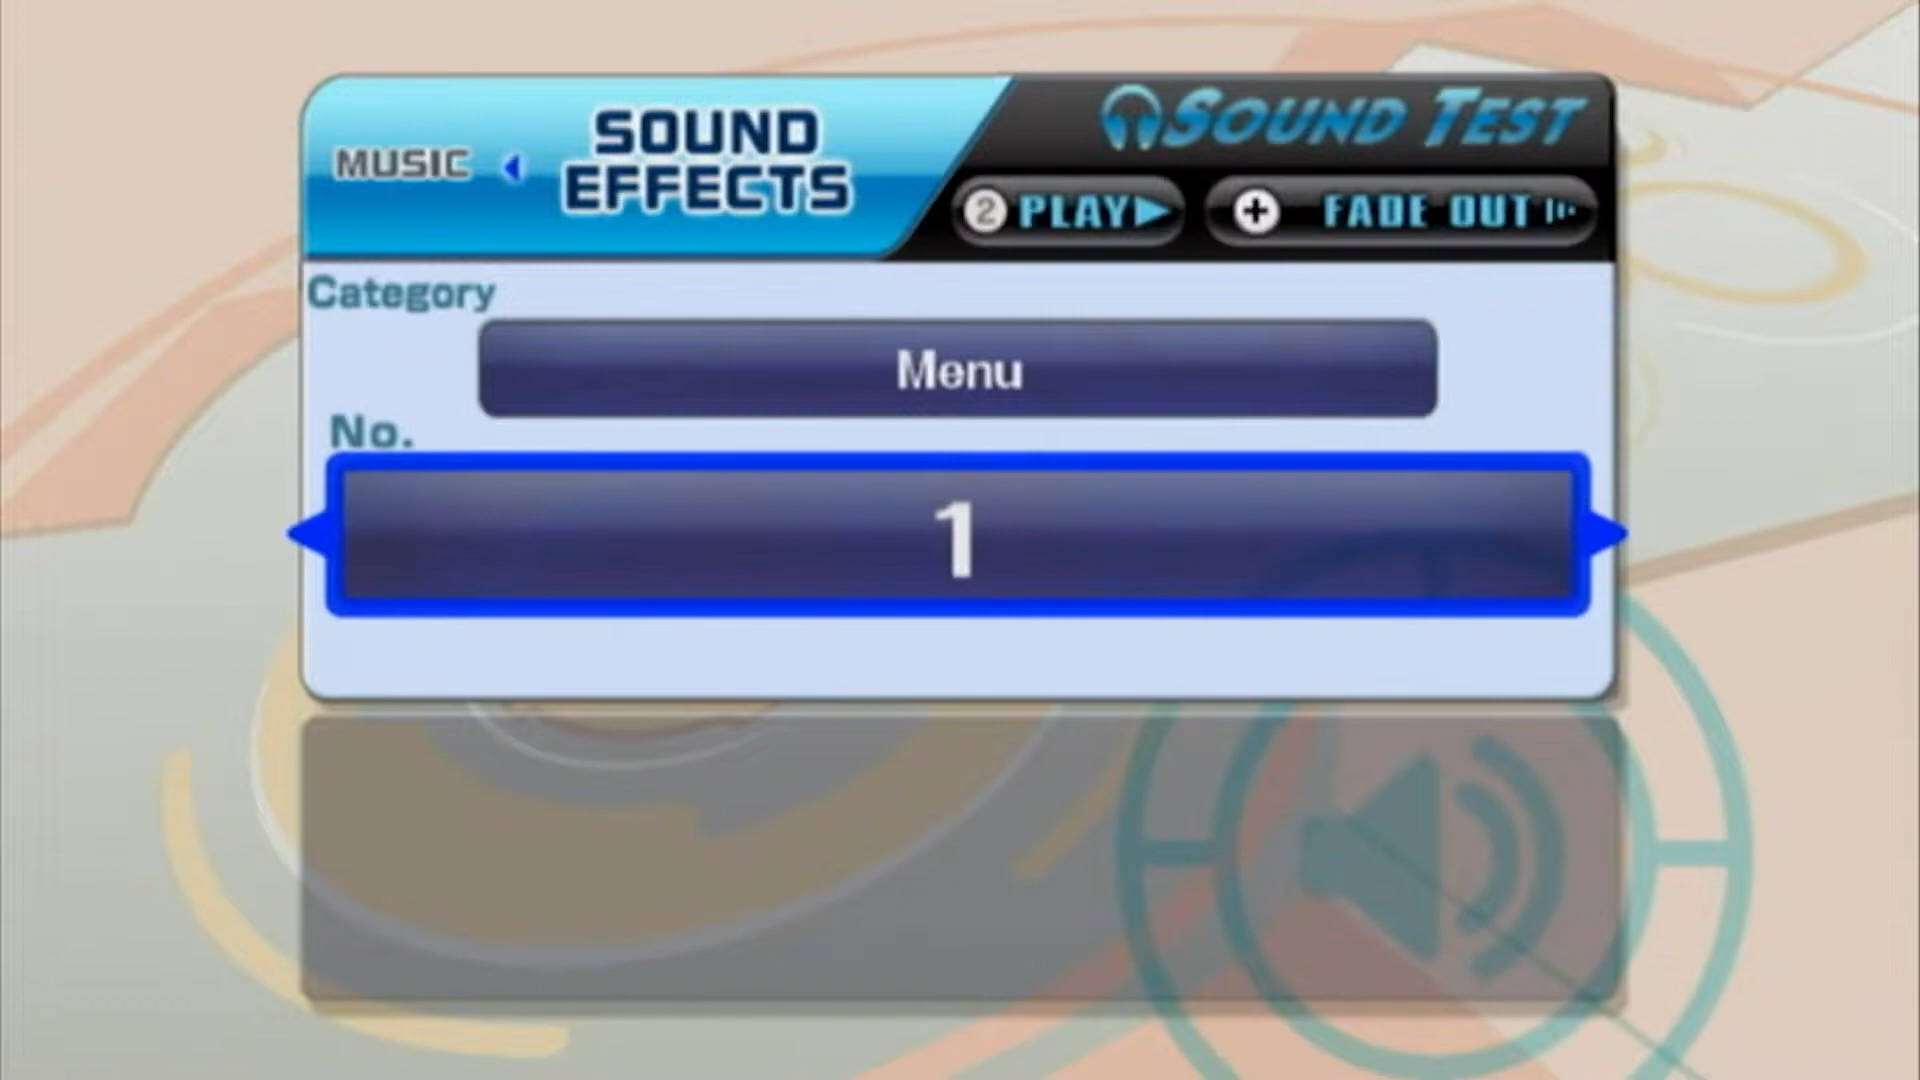 MUSIC
SOUND
EFFECTS
SOUND TEST
2 PLAY
+ FADE OUT
Category
Menu
No.
1